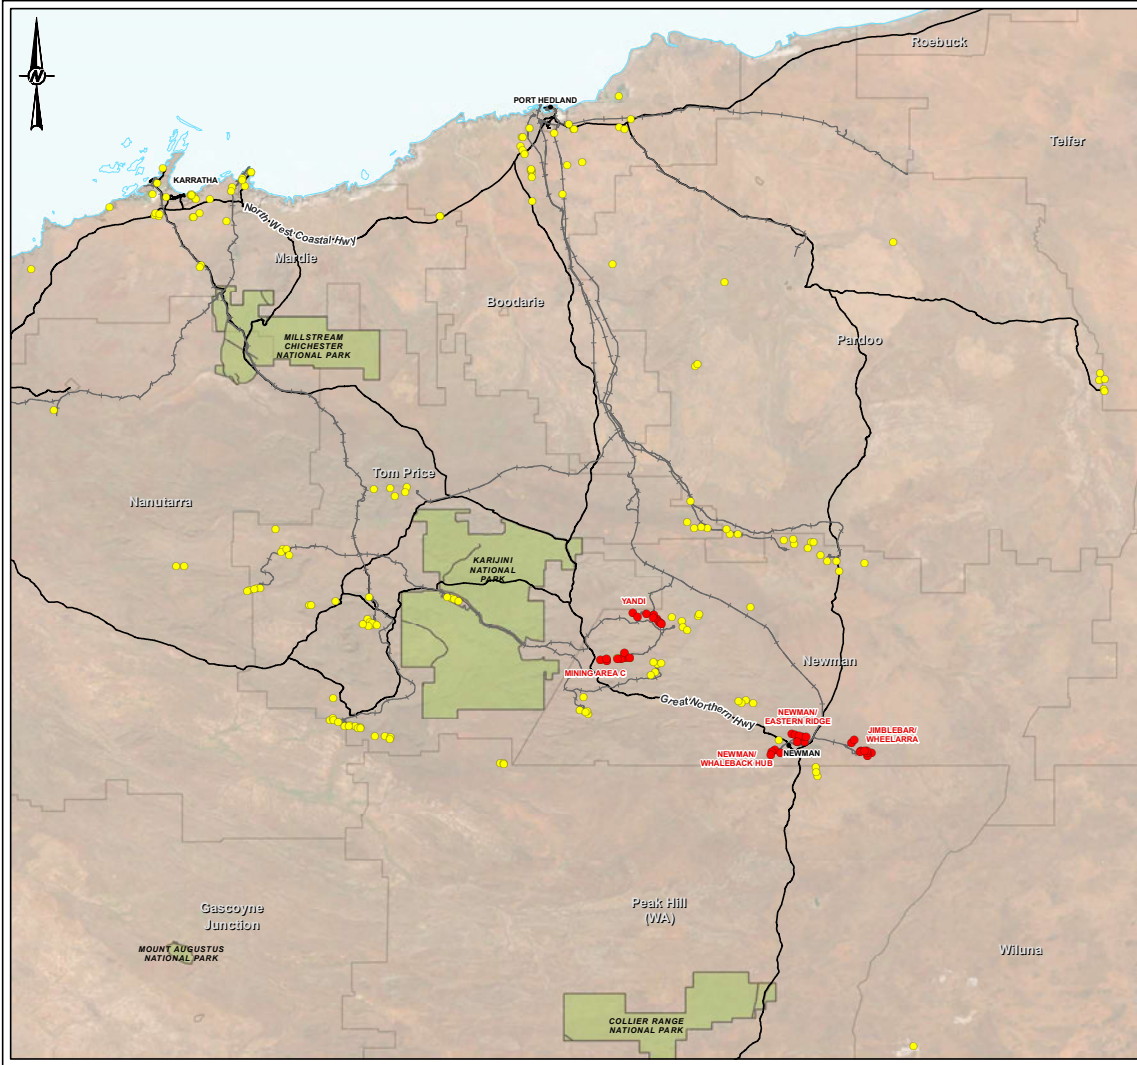 Roebuck
N
PORT HEDLAND
Telfer
KARRATHA
North West Coastal Hwy
Mardie
Boodarie
MILLSTREAM
CHICHESTER
NATIONAL PARK
Pardoo
Tom Price
Nanutarra
KARIJINI
NATIONAL
PARK
YANDI
MINING AREA C
Newman
Great Northern Hwy
NEWMAN/
EASTERN RIDGE
JIMBLEBAR/
WHEELARRA
NEWMAN/
WHALEBACK HUB
NEWMAN
Gascoyne
Junction
Peak Hill
(WA)
MOUNT AUGUSTUS
NATIONAL PARK
Wiluna
COLLIER RANGE
NATIONAL PARK